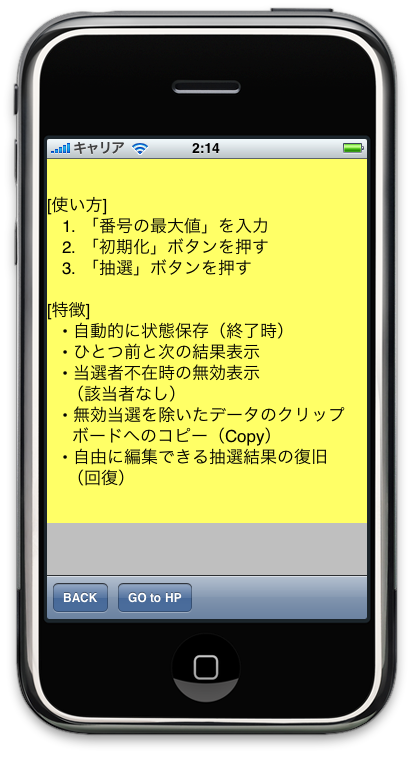 キャリア 2:14
[使い方]
1. 「番号の最大値」を入力
2. 「初期化」ボタンを押す
3. 「抽選」ボタンを押す
[特徴]
・自動的に状態保存（終了時）
・ひとつ前と次の結果表示
・当選者不在時の無効表示
（該当者なし）
・無効当選を除いたデータのクリップ
ボードへのコピー（Copy）
・自由に編集できる抽選結果の復旧
（回復）
BACK GO to HP